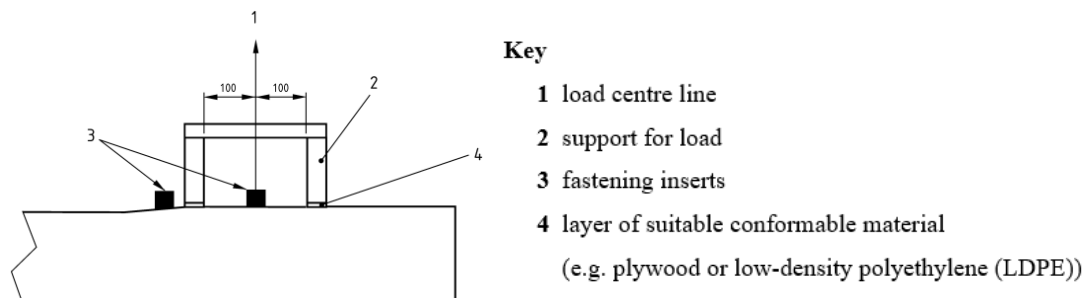 1
100 100
2
3
4
Key
1 load centre line
2 support for load
3 fastening inserts
4 layer of suitable conformable material
(e.g. plywood or low-density polyethylene (LDPE))